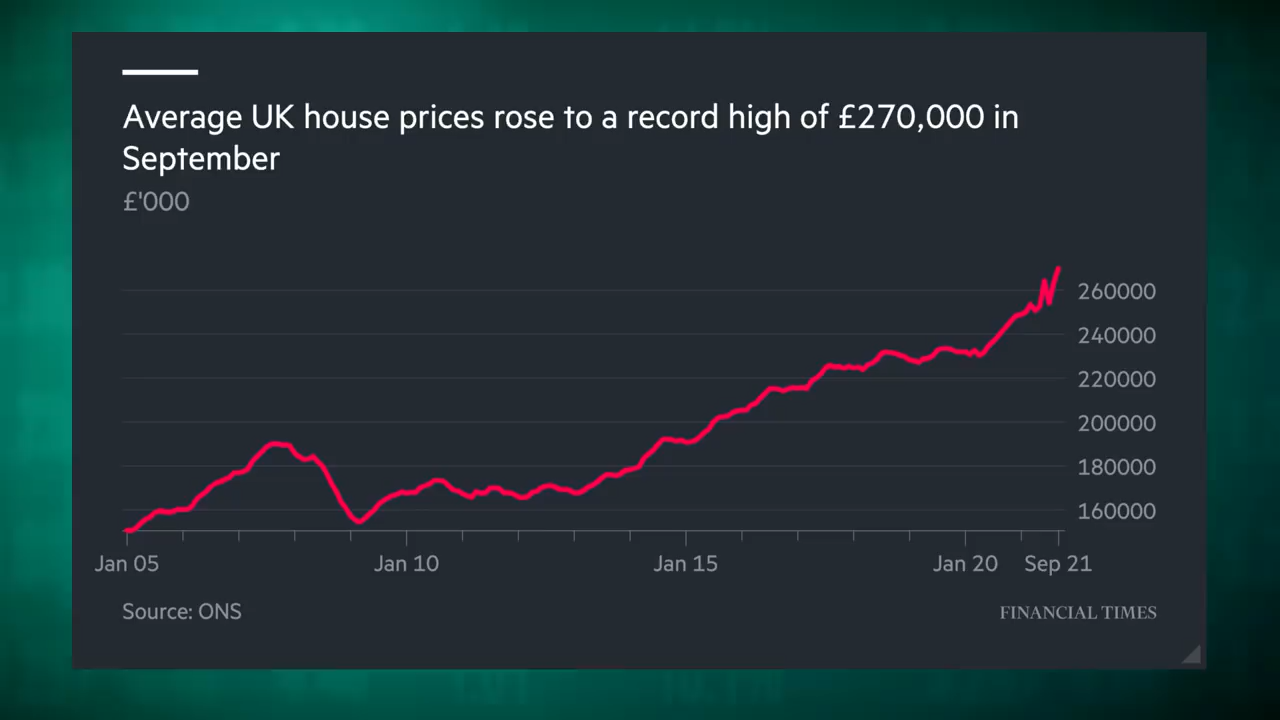 Average UK house prices rose to a record high of £270,000 in
September
£'000
260000
240000
220000
200000
180000
160000
Jan 05 Jan 10 Jan 15 Jan 20 Sep 21
Source: ONS
FINANCIAL TIMES